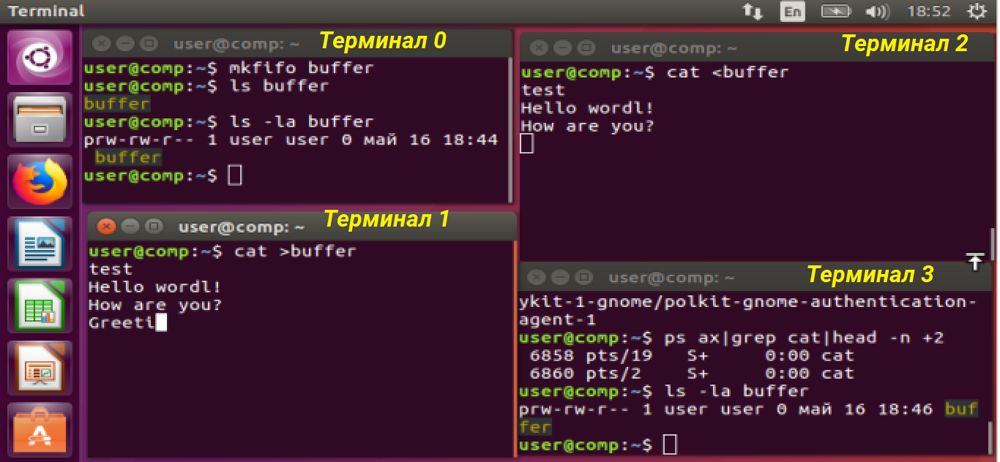 Terminal
En
18:52
user@comp: ~
Терминал 0
user@comp:~$ mkfifo buffer
user@comp:~$ ls buffer
buffer
user@comp:~$ ls -la buffer
prw-rw-r-- 1 user user 0 май 16 18:44
buffer
user@comp:~$
user@comp: ~
Терминал 1
user@comp:~$ cat >buffer
test
Hello wordl!
How are you?
Greeti
user@comp: ~
Терминал 2
user@comp:~$ cat <buffer
test
Hello wordl!
How are you?
user@comp: ~
Терминал 3
ykit-1-gnome/polkit-gnome-authentication-
agent-1
user@comp:~$ ps ax|grep cat|head -n +2
6858 pts/19 S+ 0:00 cat
6860 pts/2 S+ 0:00 cat
user@comp:~$ ls -la buffer
prw-rw-r-- 1 user user 0 май 16 18:46 buf
fer
user@comp:~$